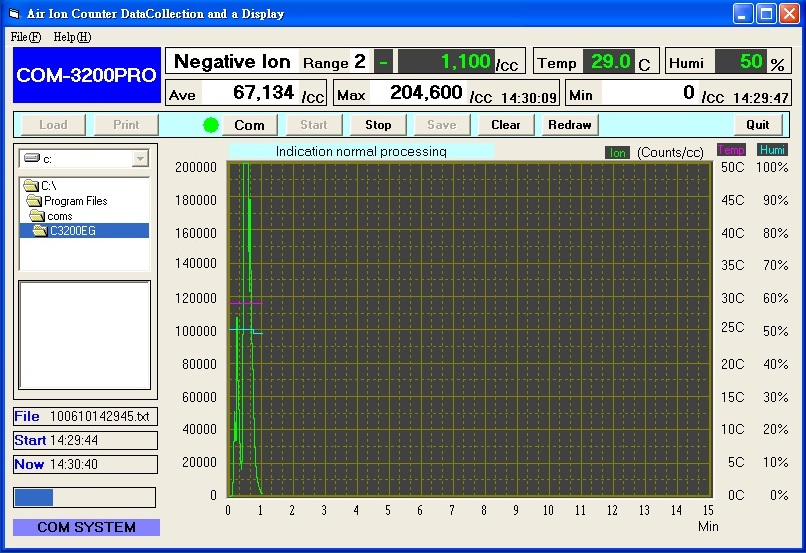 Air Ion Counter DataCollection and a Display
File(F) Help(H)
COM-3200PRO
Negative Ion Range 2 - 1,100 /cc
Temp 29.0 C
Humi 50 %
Ave 67,134 /cc
Max 204,600 /cc 14:30:09
Min 0 /cc 14:29:47
Load Print Com Start Stop Save Clear Redraw Quit
c:
C:\
Program Files
coms
C3200EG
File 100610142945.txt
Start 14:29:44
Now 14:30:40
COM SYSTEM
Indication normal processing
Ion (Counts/cc) Temp Humi
200000 50C 100%
180000 45C 90%
160000 40C 80%
140000 35C 70%
120000 30C 60%
100000 25C 50%
80000 20C 40%
60000 15C 30%
40000 10C 20%
20000 5C 10%
0 0C 0%
0 1 2 3 4 5 6 7 8 9 10 11 12 13 14 15
Min